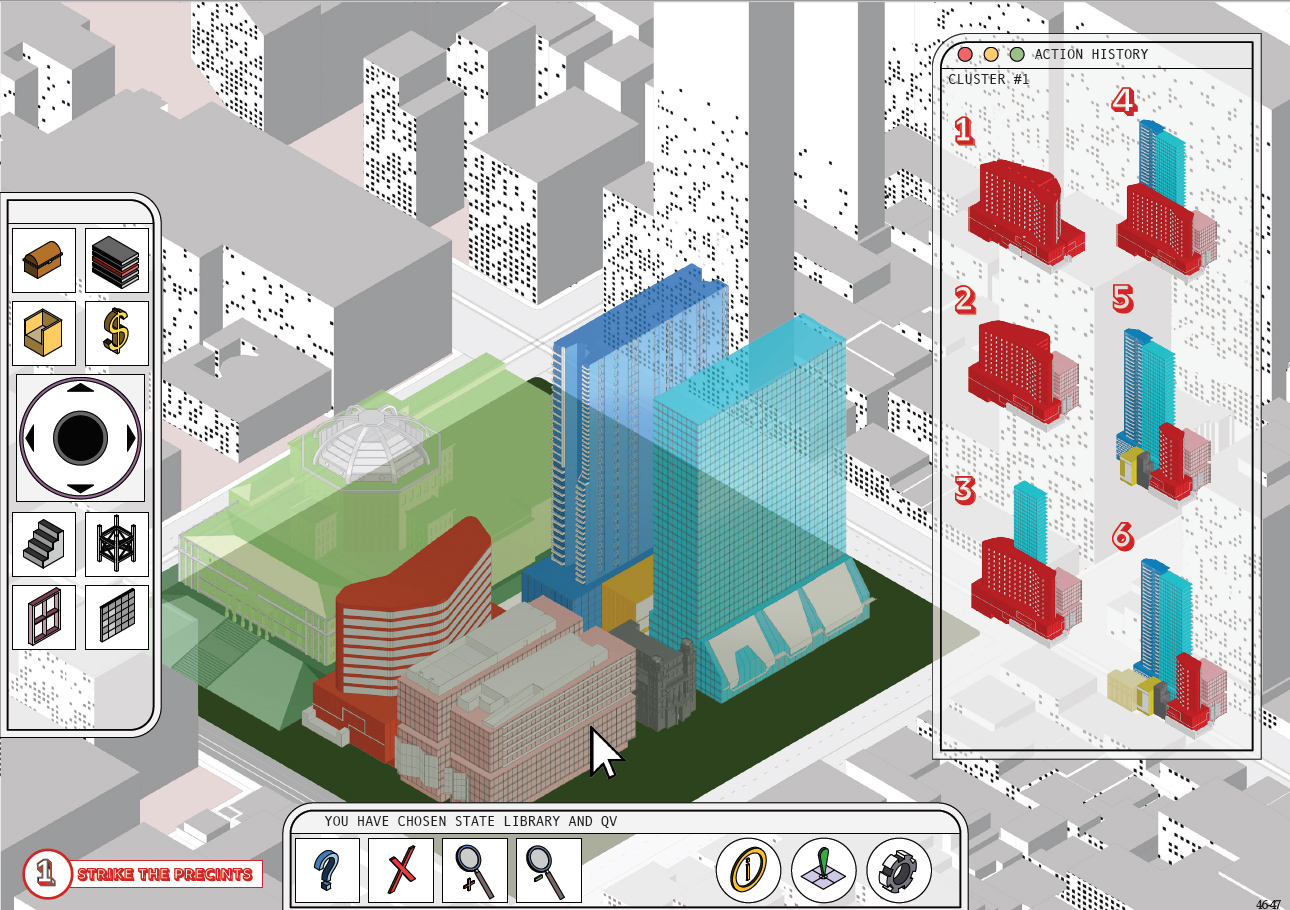 ACTION HISTORY
CLUSTER #1
1
4
2
5
3
6
YOU HAVE CHOSEN STATE LIBRARY AND QV
1
STRIKE THE PRECINTS
46-47